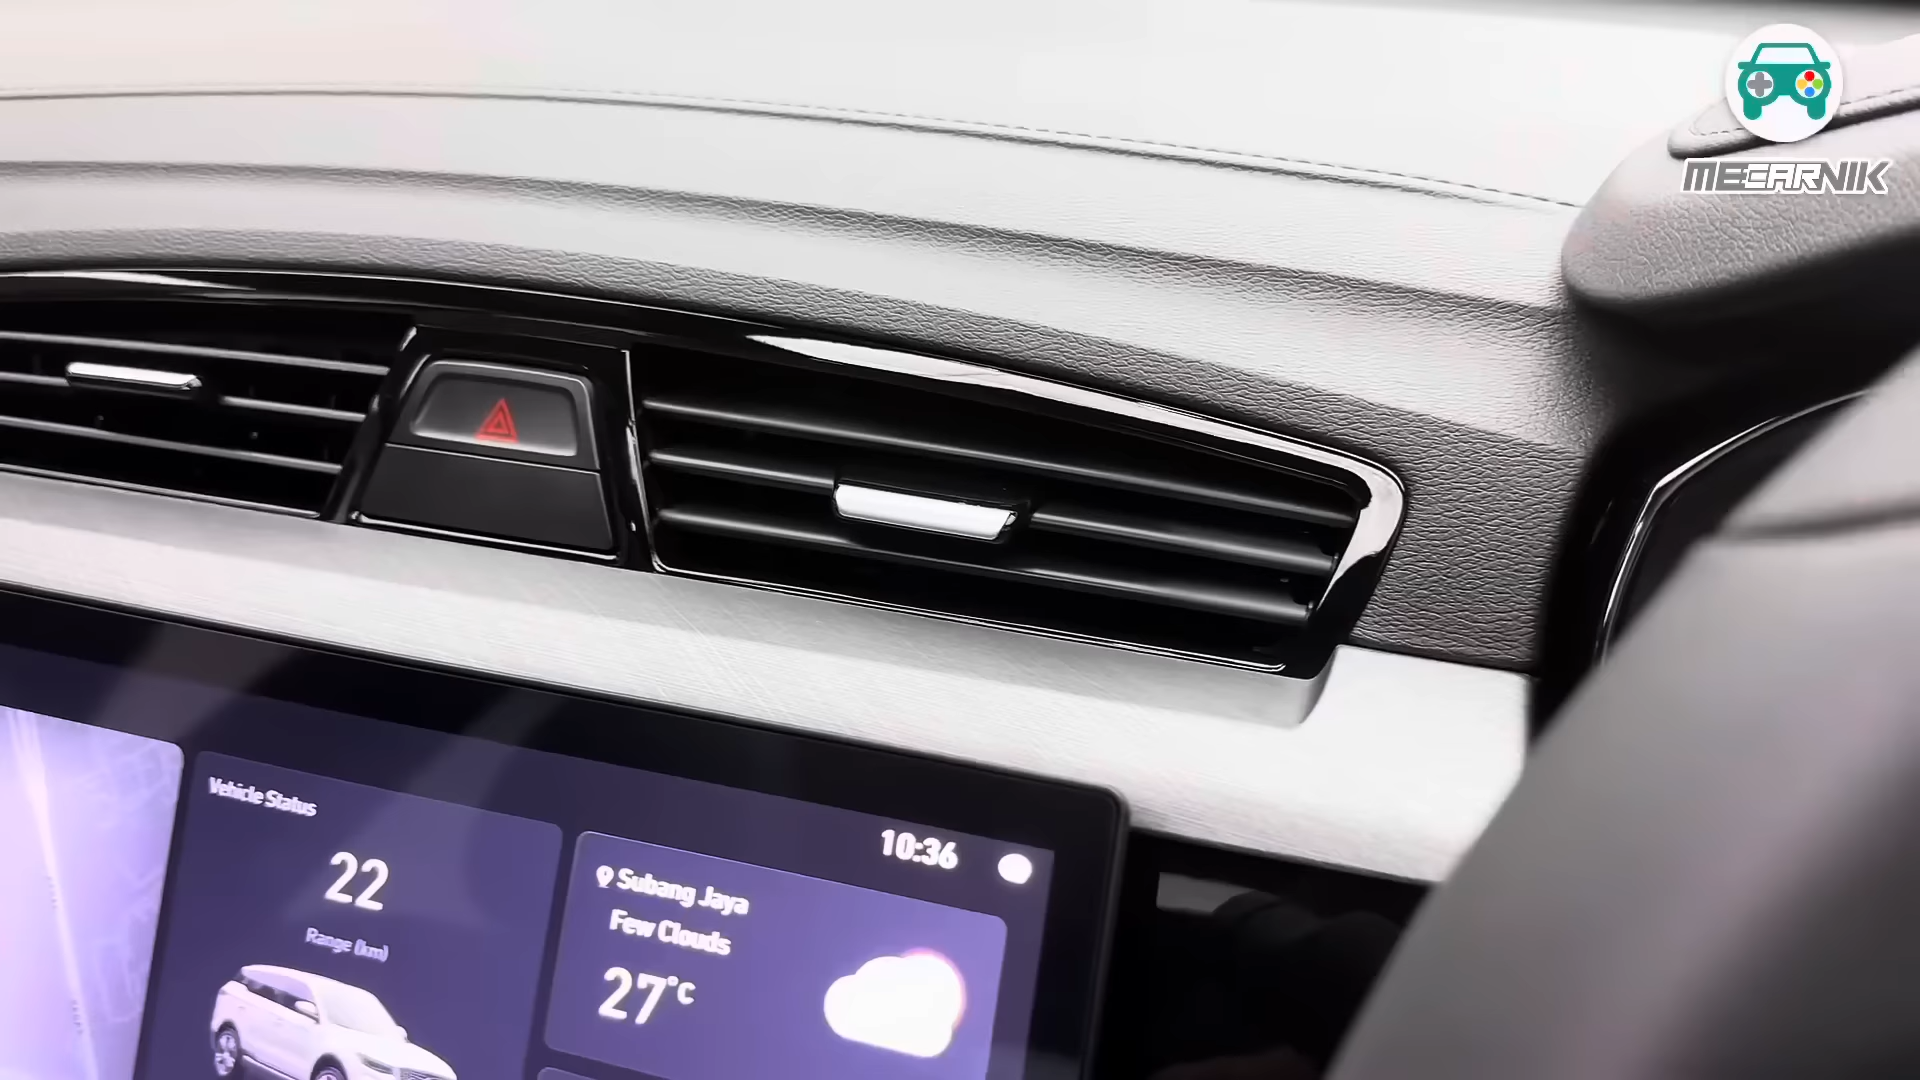 MECARNIK
Vehicle Status
22
Range (km)
10:36
Subang Jaya
Few Clouds
27°C